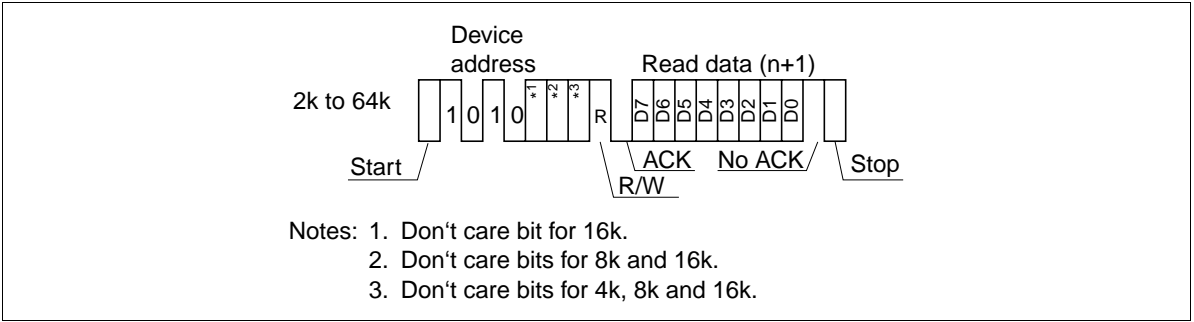 Device
address Read data (n+1)
2k to 64k
1 0 1 0 *1 *2 *3 R D7 D6 D5 D4 D3 D2 D1 D0
Start ACK No ACK Stop
R/W
Notes: 1. Don‘t care bit for 16k.
2. Don‘t care bits for 8k and 16k.
3. Don‘t care bits for 4k, 8k and 16k.